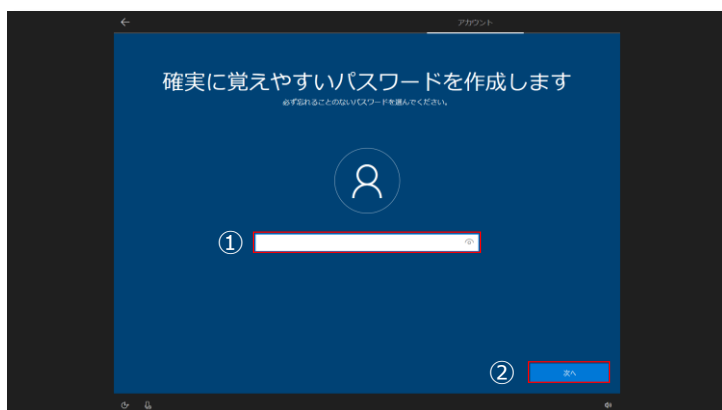 アカウント
確実に覚えやすいパスワードを作成します
必ず忘れることのないパスワードを選んでください。
①
②
次へ